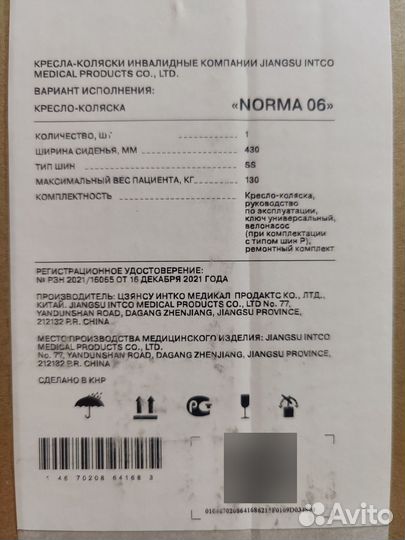 КРЕСЛА-КОЛЯСКИ ИНВАЛИДНЫЕ КОМПАНИИ JIANGSU INTCO
MEDICAL PRODUCTS CO., LTD.
ВАРИАНТ ИСПОЛНЕНИЯ:
КРЕСЛО-КОЛЯСКА «NORMA 06»
КОЛИЧЕСТВО, ШТ 1
ШИРИНА СИДЕНЬЯ, ММ 430
ТИП ШИН SS
МАКСИМАЛЬНЫЙ ВЕС ПАЦИЕНТА, КГ 130
КОМПЛЕКТНОСТЬ Кресло-коляска,
руководство
по эксплуатации,
ключ универсальный,
велонасос
(при комплектации
с типом шин P),
ремонтный комплект
РЕГИСТРАЦИОННОЕ УДОСТОВЕРЕНИЕ:
№ РЗН 2021/16065 ОТ 16 ДЕКАБРЯ 2021 ГОДА
ПРОИЗВОДИТЕЛЬ: ЦЗЯНСУ ИНТКО МЕДИКАЛ ПРОДАКТС КО., ЛТД.,
КИТАЙ. JIANGSU INTCO MEDICAL PRODUCTS CO., LTD No. 77,
YANDUNSHAN ROAD, DAGANG ZHENJIANG, JIANGSU PROVINCE,
212132 P.R. CHINA
МЕСТО ПРОИЗВОДСТВА МЕДИЦИНСКОГО ИЗДЕЛИЯ: JIANGSU INTCO
MEDICAL PRODUCTS CO., LTD.
No. 77, YANDUNSHAN ROAD, DAGANG ZHENJIANG, JIANGSU PROVINCE,
212132 P.R. CHINA
СДЕЛАНО В КНР
1 46 70208 64168 3
Avito